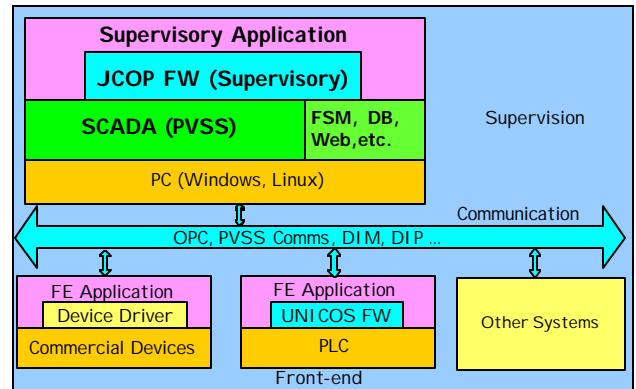 Supervisory Application
JCOP FW (Supervisory)
SCADA (PVSS)
FSM, DB,
Web,etc.
Supervision
PC (Windows, Linux)
Communication
OPC, PVSS Comms, DIM, DIP ...
FE Application
Device Driver
Commercial Devices
FE Application
UNICOS FW
PLC
Other Systems
Front-end